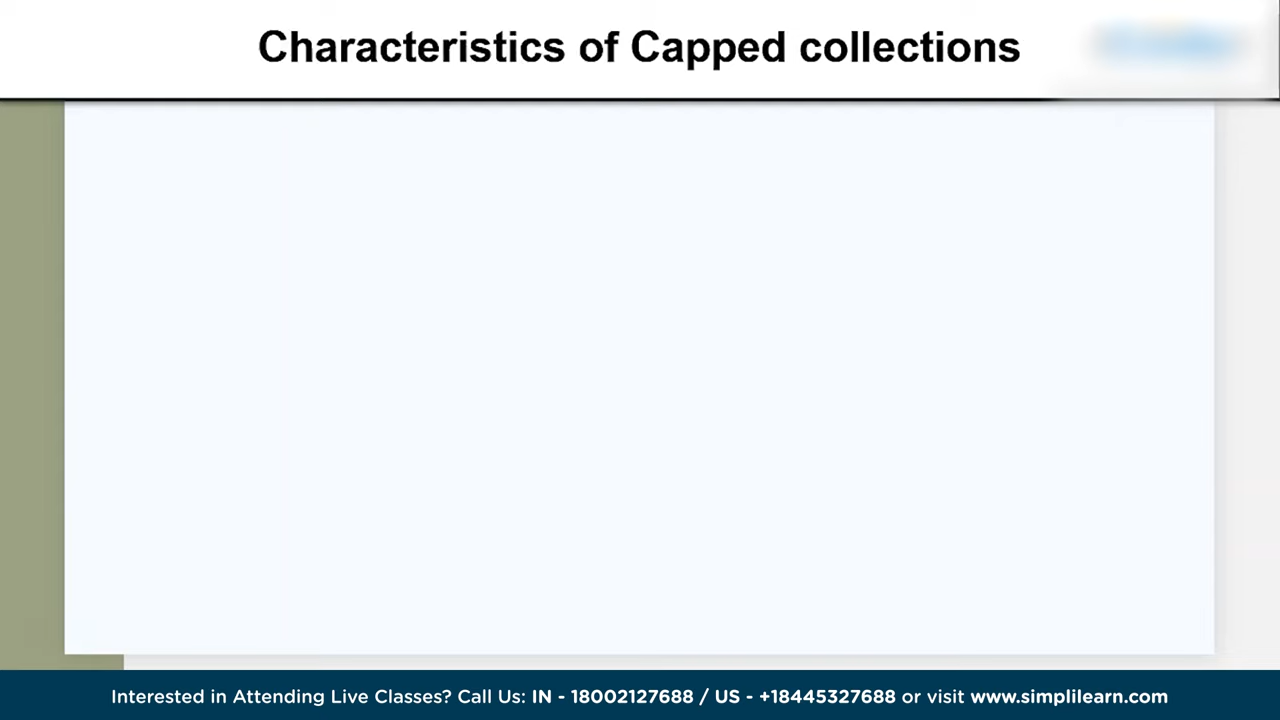 Characteristics of Capped collections
Interested in Attending Live Classes? Call Us: IN - 18002127688 / US - +18445327688 or visit www.simplilearn.com